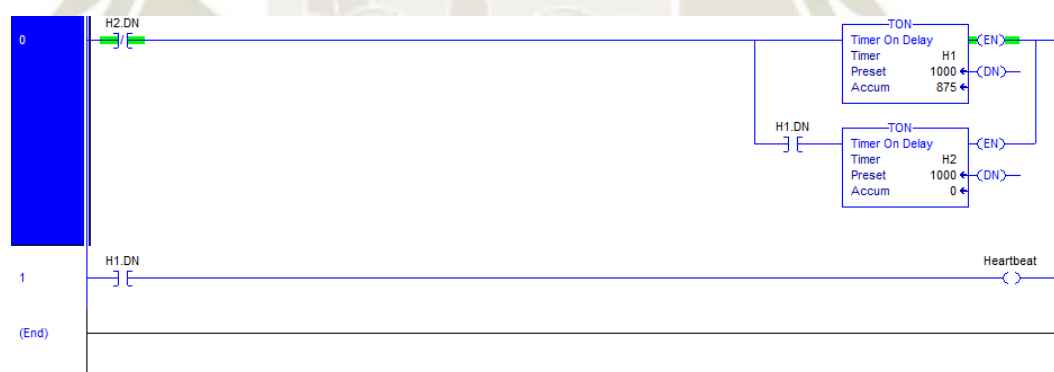 H2.DN
0
TON
Timer On Delay
Timer H1
Preset 1000
Accum 875
(EN)
(DN)
H1.DN
TON
Timer On Delay
Timer H2
Preset 1000
Accum 0
(EN)
(DN)
H1.DN
Heartbeat
1
(End)